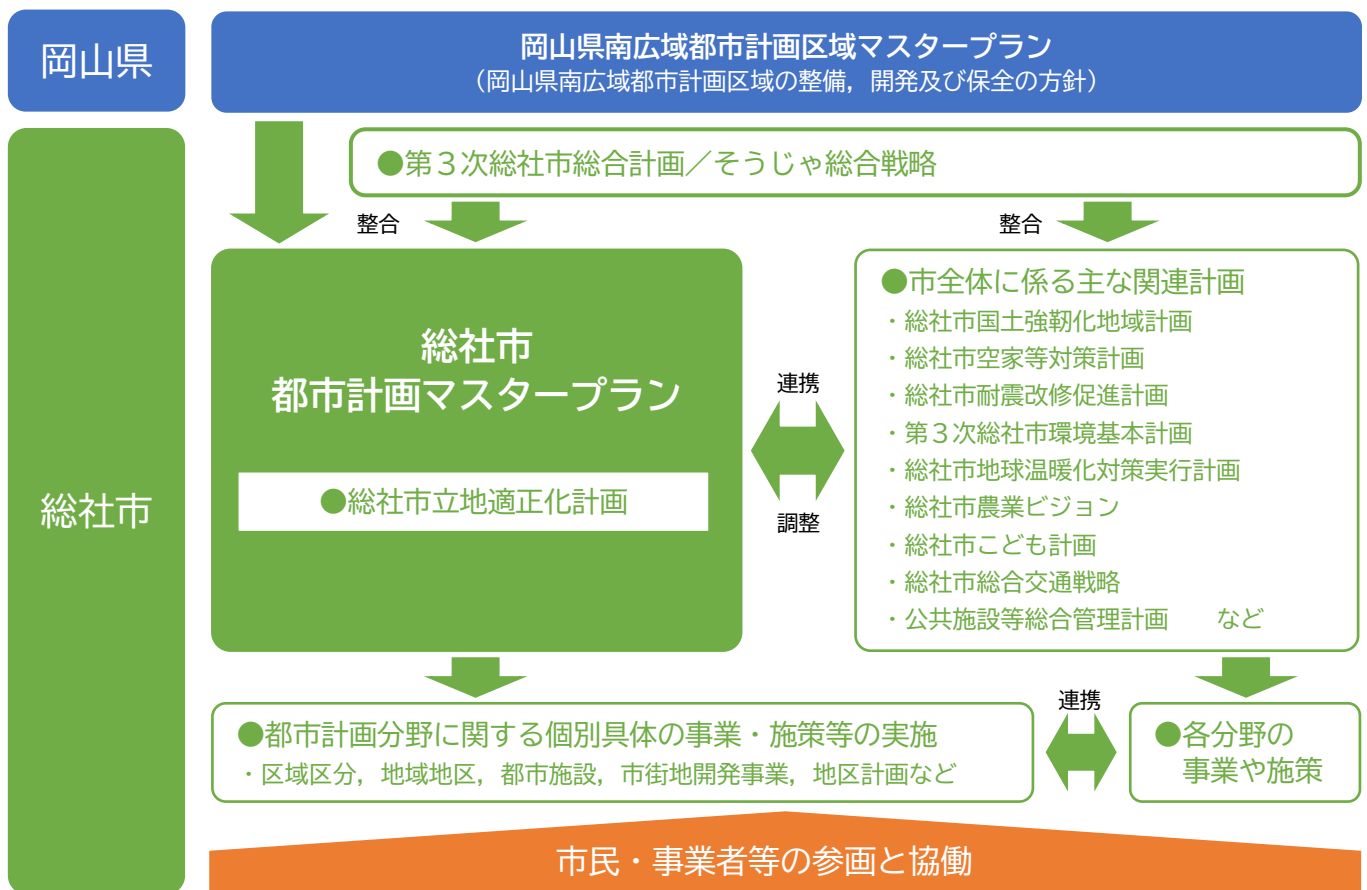 岡山県
岡山県南広域都市計画区域マスタープラン
（岡山県南広域都市計画区域の整備，開発及び保全の方針）
総社市
●第３次総社市総合計画／そうじゃ総合戦略
整合
整合
総社市
都市計画マスタープラン
●総社市立地適正化計画
連携
調整
●市全体に係る主な関連計画
・総社市国土強靭化地域計画
・総社市空家等対策計画
・総社市耐震改修促進計画
・第３次総社市環境基本計画
・総社市地球温暖化対策実行計画
・総社市農業ビジョン
・総社市こども計画
・総社市総合交通戦略
・公共施設等総合管理計画　　など
●都市計画分野に関する個別具体の事業・施策等の実施
・区域区分，地域地区，都市施設，市街地開発事業，地区計画など
連携
●各分野の
事業や施策
市民・事業者等の参画と協働